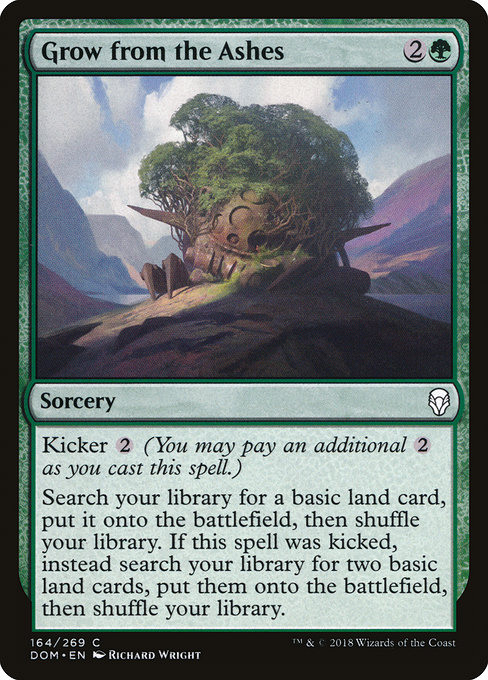 Grow from the Ashes 2
Sorcery
Kicker 2 (You may pay an additional 2
as you cast this spell.)
Search your library for a basic land card,
put it onto the battlefield, then shuffle
your library. If this spell was kicked,
instead search your library for two basic
land cards, put them onto the battlefield,
then shuffle your library.
164/269 C
DOM • EN Richard Wright
™ & © 2018 Wizards of the Coast